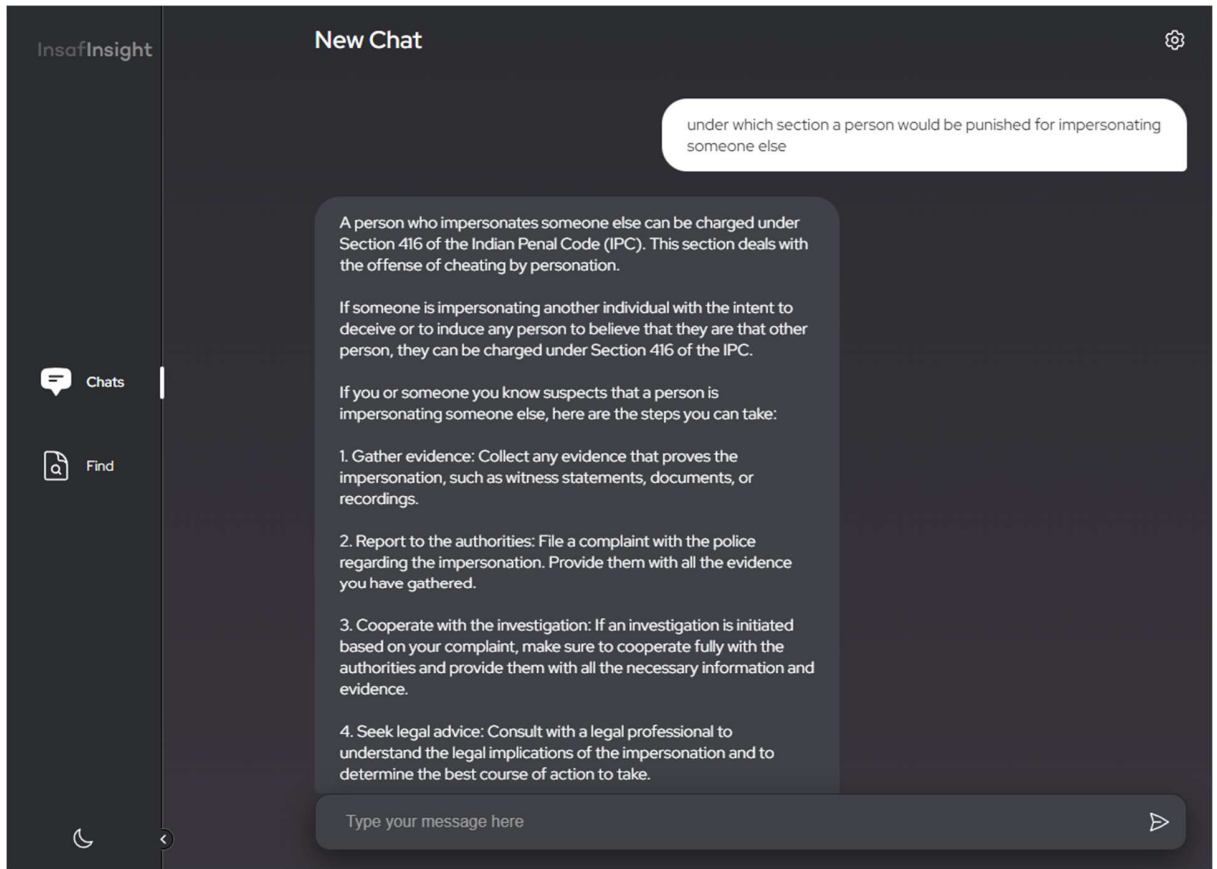 InsafInsight
New Chat
under which section a person would be punished for impersonating
someone else
A person who impersonates someone else can be charged under
Section 416 of the Indian Penal Code (IPC). This section deals with
the offense of cheating by personation.
If someone is impersonating another individual with the intent to
deceive or to induce any person to believe that they are that other
person, they can be charged under Section 416 of the IPC.
If you or someone you know suspects that a person is
impersonating someone else, here are the steps you can take:
1. Gather evidence: Collect any evidence that proves the
impersonation, such as witness statements, documents, or
recordings.
2. Report to the authorities: File a complaint with the police
regarding the impersonation. Provide them with all the evidence
you have gathered.
3. Cooperate with the investigation: If an investigation is initiated
based on your complaint, make sure to cooperate fully with the
authorities and provide them with all the necessary information and
evidence.
4. Seek legal advice: Consult with a legal professional to
understand the legal implications of the impersonation and to
determine the best course of action to take.
Chats
Find
Type your message here